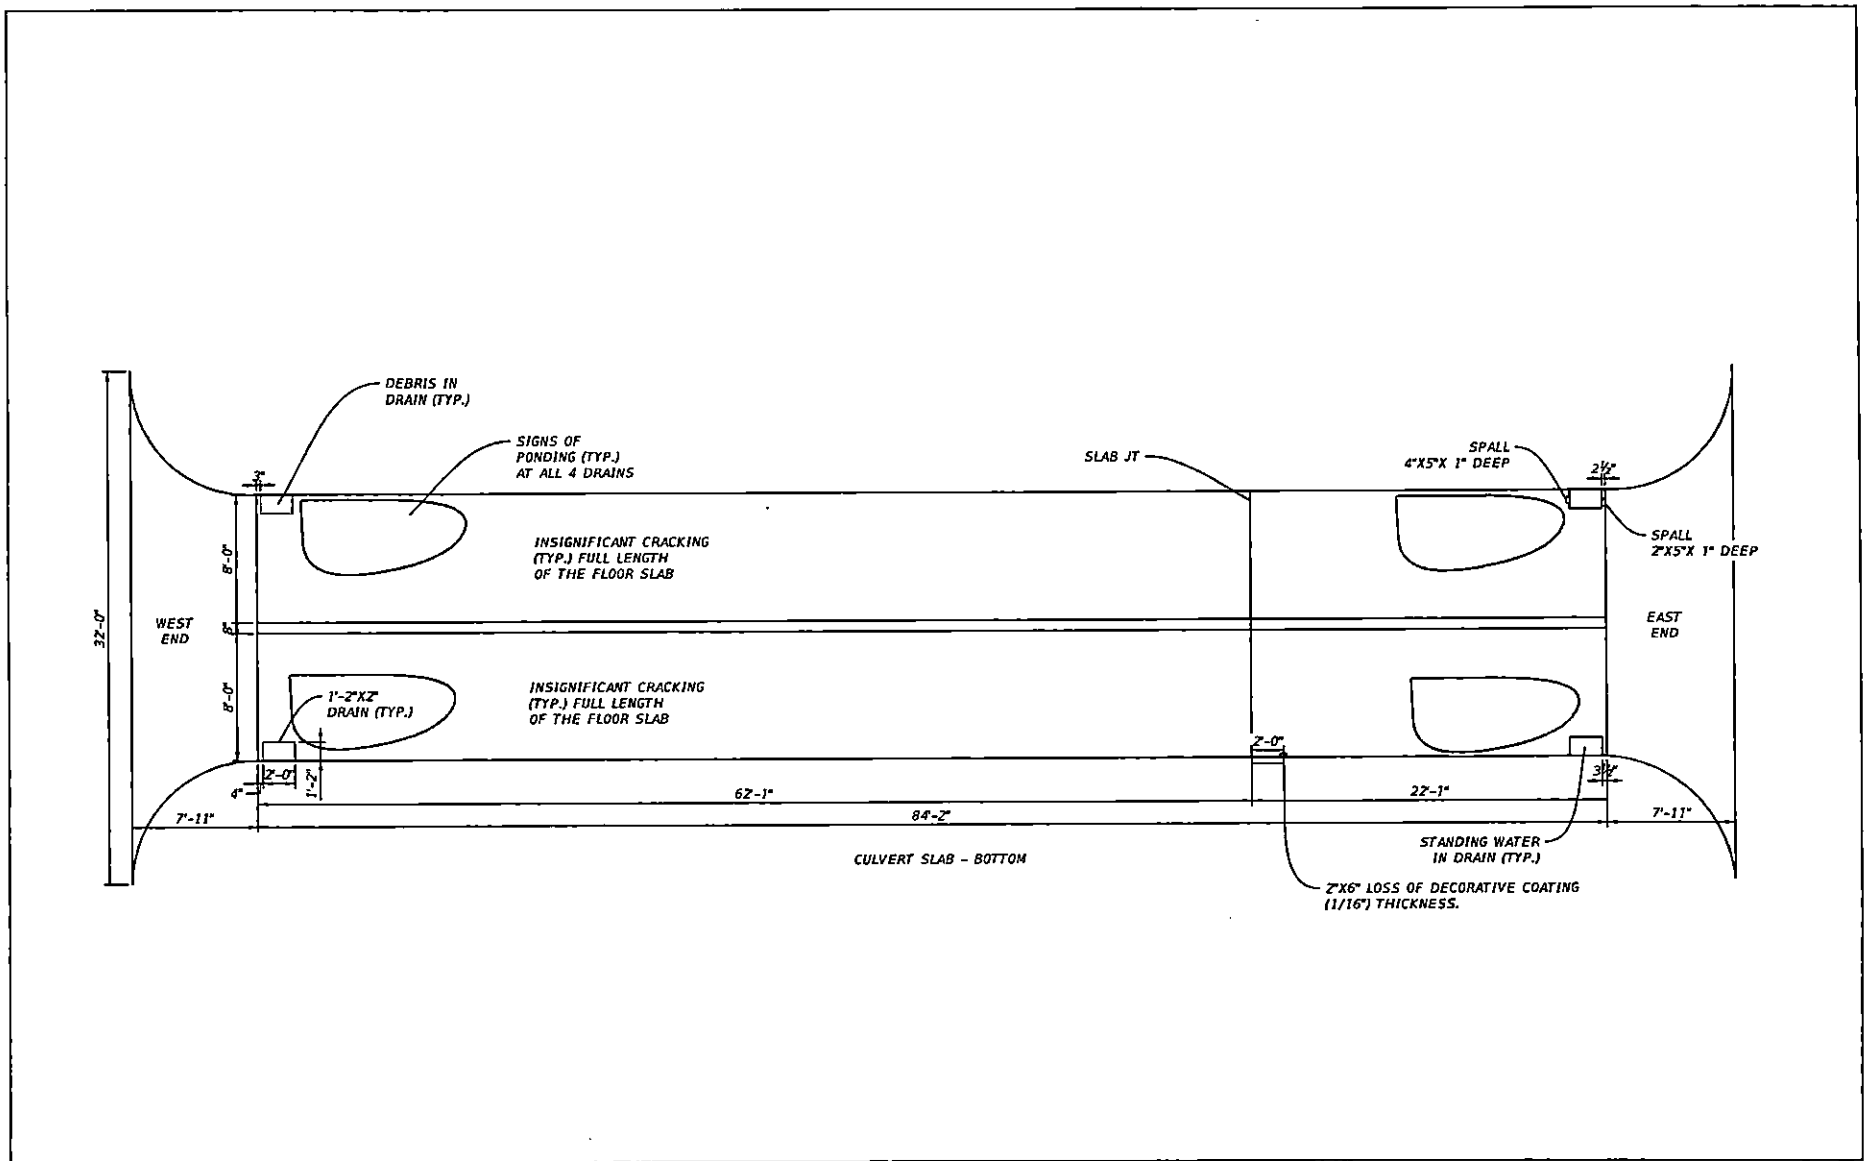 DEBRIS IN
DRAIN (TYP.)
SIGNS OF
PONDING (TYP.)
AT ALL 4 DRAINS
SLAB JT
SPALL
4"X5"X 1" DEEP
2½"
3"
SPALL
2"X5"X 1" DEEP
INSIGNIFICANT CRACKING
(TYP.) FULL LENGTH
OF THE FLOOR SLAB
8'-0"
32'-0"
WEST
END
8"
EAST
END
8'-0"
1'-2"X2'
DRAIN (TYP.)
INSIGNIFICANT CRACKING
(TYP.) FULL LENGTH
OF THE FLOOR SLAB
2'-0"
2'-0"
1'-2"
3½"
4"
62'-1"
22'-1"
7'-11"
84'-2"
7'-11"
STANDING WATER
IN DRAIN (TYP.)
CULVERT SLAB - BOTTOM
2"X6" LOSS OF DECORATIVE COATING
(1/16") THICKNESS.